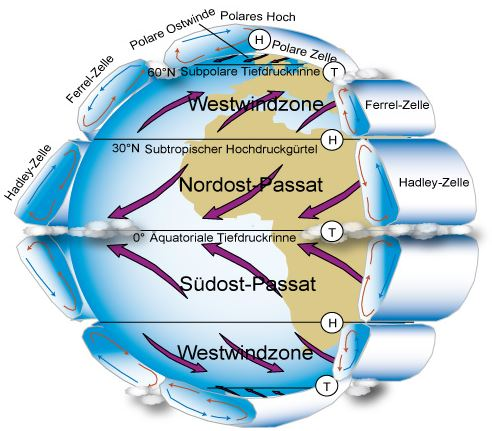 Polares Hoch
Polare Ostwinde
H
Polare Zelle
Ferrel-Zelle
60°N Subpolare Tiefdruckrinne
T
Westwindzone
Ferrel-Zelle
30°N Subtropischer Hochdruckgürtel
H
Hadley-Zelle
Nordost-Passat
Hadley-Zelle
0° Äquatoriale Tiefdruckrinne
T
Südost-Passat
H
Westwindzone
T